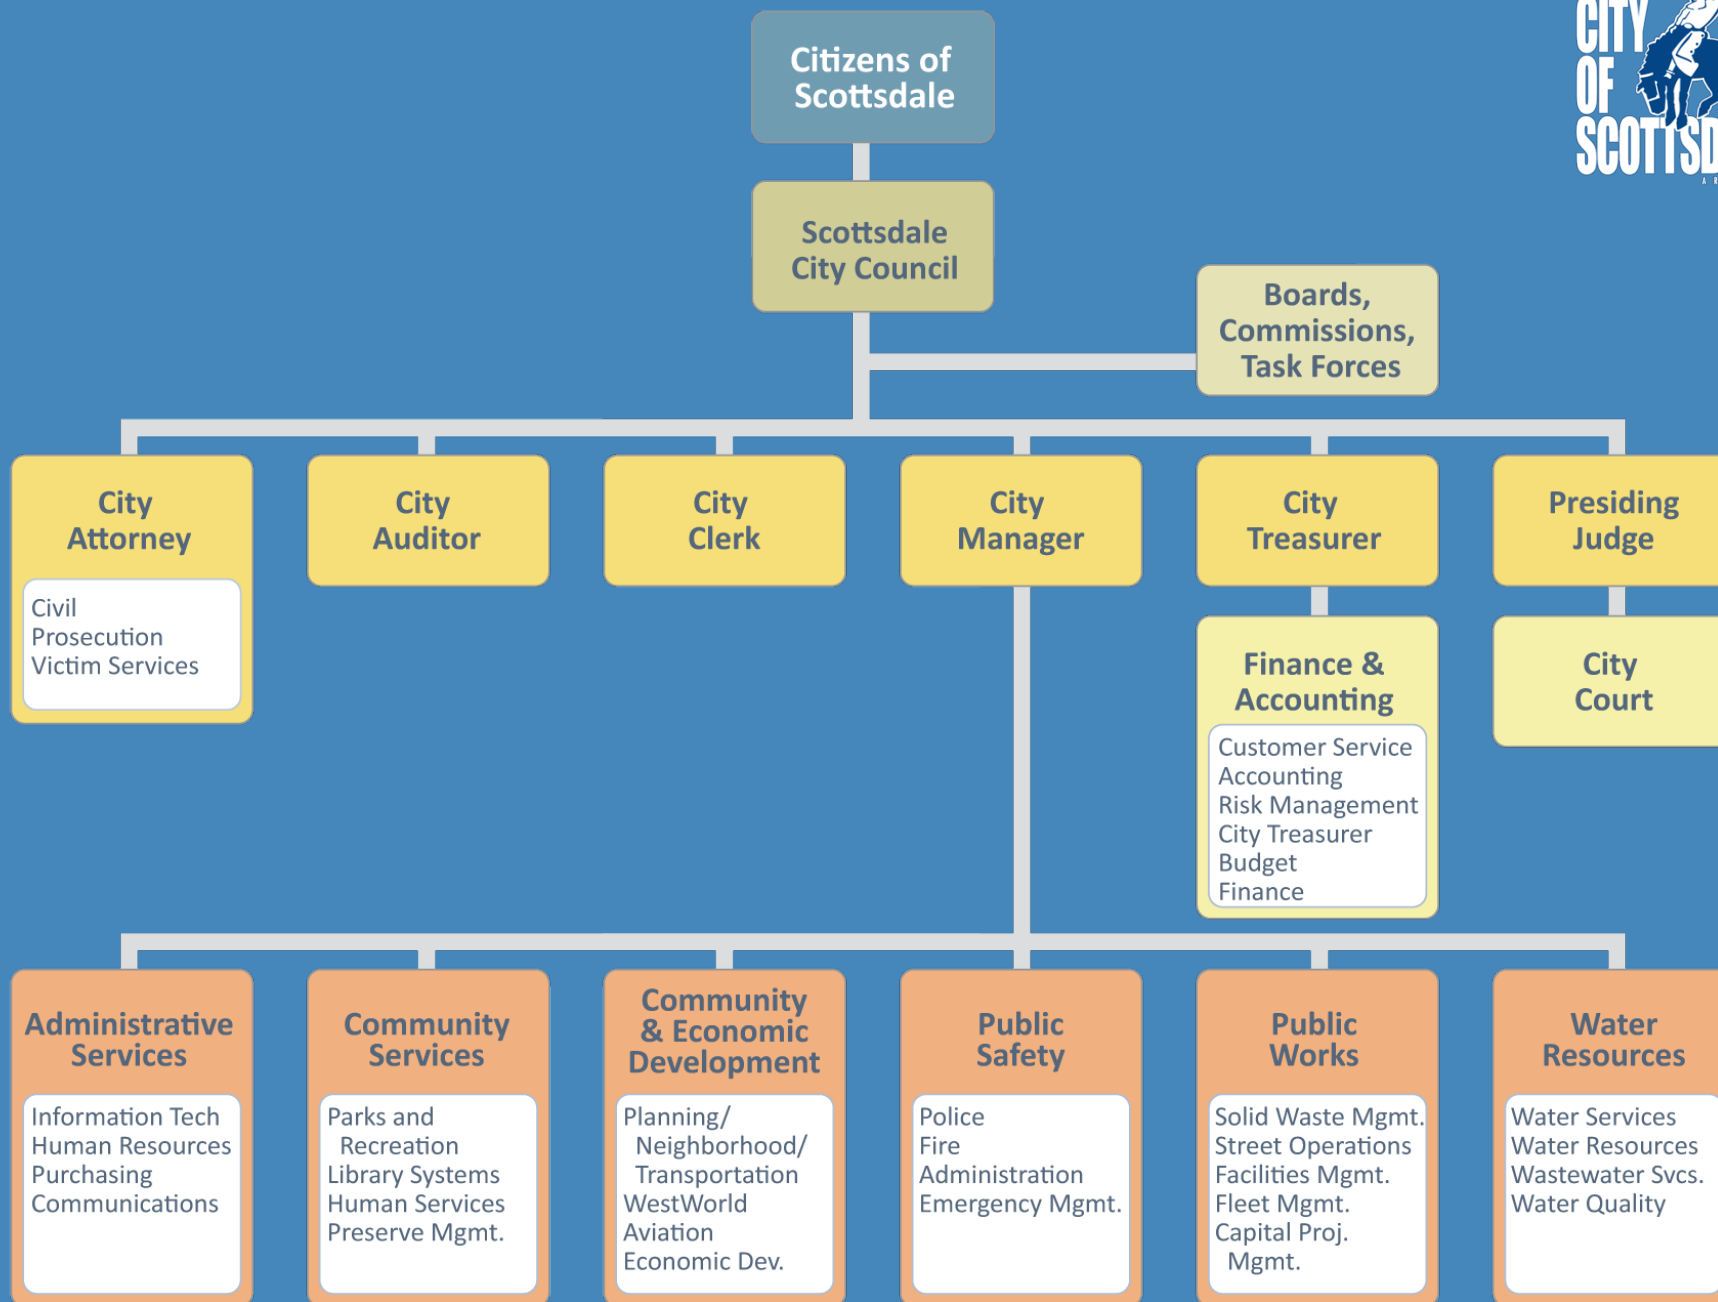 CITY
OF
Citizens of
Scottsdale
Scottsdale
City Council
Boards,
Commissions,
Task Forces
City
Attorney
Civil
Prosecution
Victim Services
City
Auditor
City
Clerk
City
Manager
City
Treasurer
Presiding
Judge
Finance &
Accounting
Customer Service
Accounting
Risk Management
City Treasurer
Budget
Finance
City
Court
Administrative
Services
Information Tech
Human Resources
Purchasing
Communications
Community
Services
Parks and
Recreation
Library Systems
Human Services
Preserve Mgmt.
Community
& Economic
Development
Planning/
Neighborhood/
Transportation
WestWorld
Aviation
Economic Dev.
Public
Safety
Police
Fire
Administration
Emergency Mgmt.
Public
Works
Solid Waste Mgmt.
Street Operations
Facilities Mgmt.
Fleet Mgmt.
Capital Proj.
Mgmt.
Water
Resources
Water Services
Water Resources
Wastewater Svcs.
Water Quality